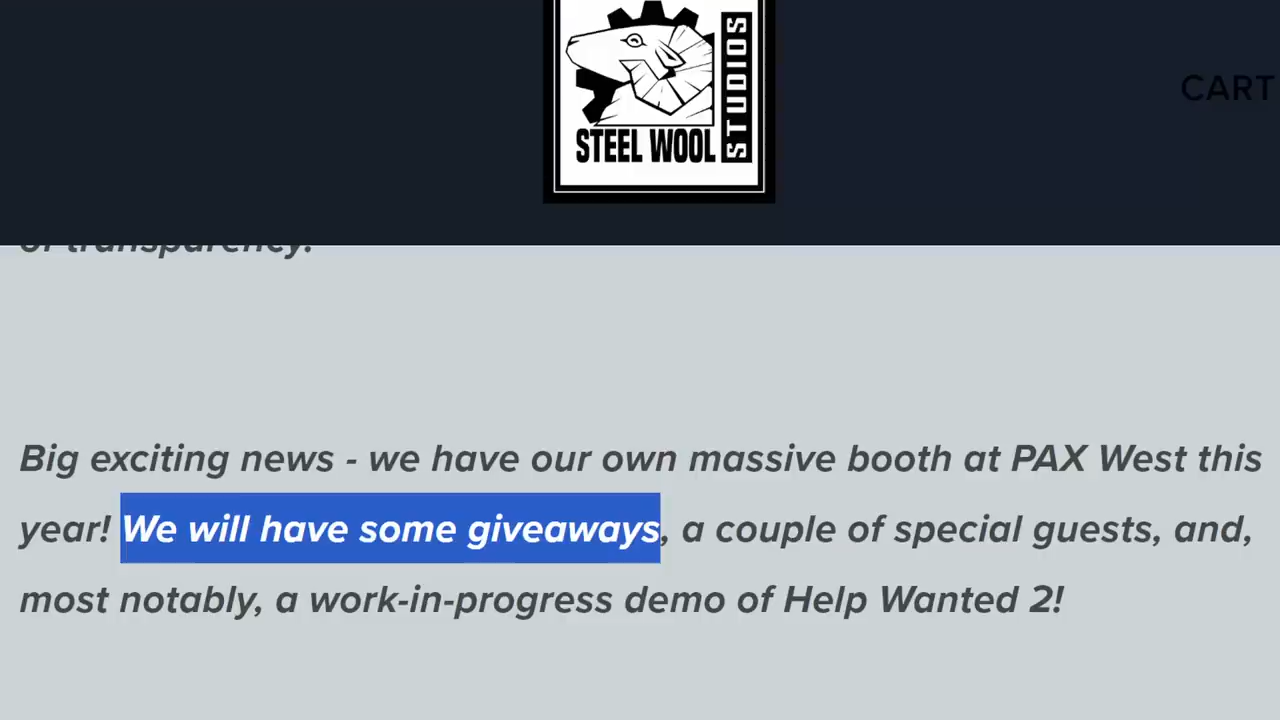 STEEL WOOL
STUDIOS
CART
of transparency.
Big exciting news - we have our own massive booth at PAX West this
year! We will have some giveaways, a couple of special guests, and,
most notably, a work-in-progress demo of Help Wanted 2!